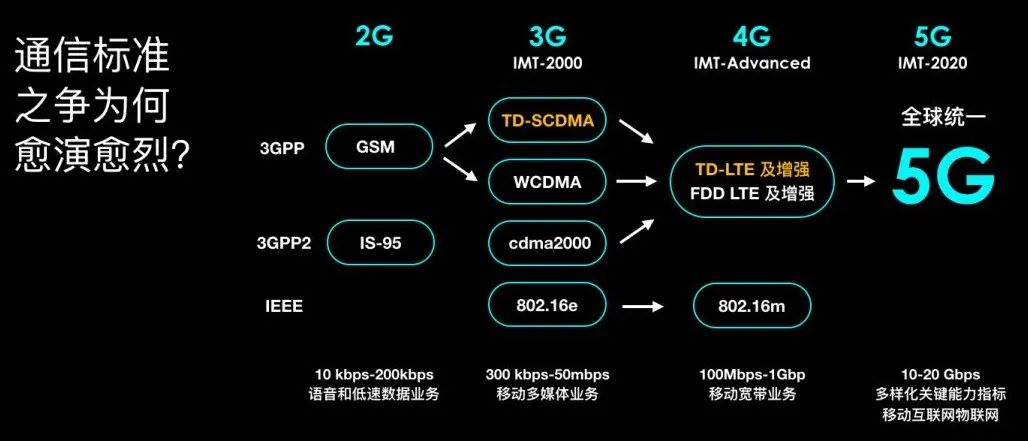 通信标准
之争为何
愈演愈烈?
2G
3G
4G
5G
IMT-2000
IMT-Advanced
IMT-2020
全球统一
5G
3GPP
GSM
TD-SCDMA
WCDMA
TD-LTE 及增强
FDD LTE 及增强
3GPP2
IS-95
cdma2000
IEEE
802.16e
802.16m
10 kbps-200kbps
语音和低速数据业务
300 kbps-50mbps
移动多媒体业务
100Mbps-1Gbp
移动宽带业务
10-20 Gbps
多样化关键能力指标
移动互联网物联网